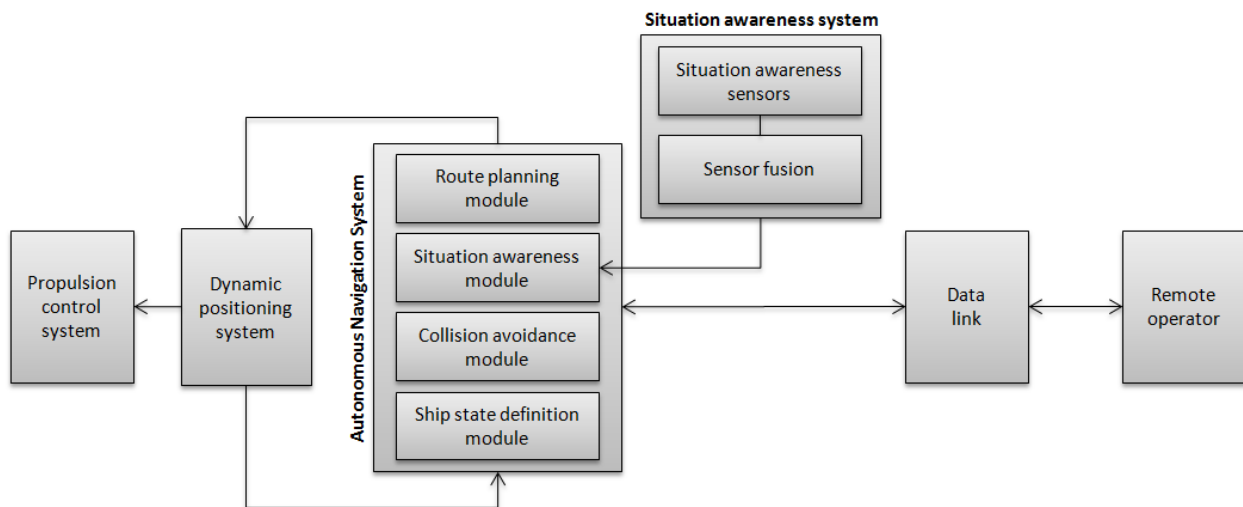 Situation awareness system
Situation awareness
sensors
Sensor fusion
Autonomous Navigation System
Route planning
module
Situation awareness
module
Collision avoidance
module
Ship state definition
module
Propulsion
control
system
Dynamic
positioning
system
Data
link
Remote
operator